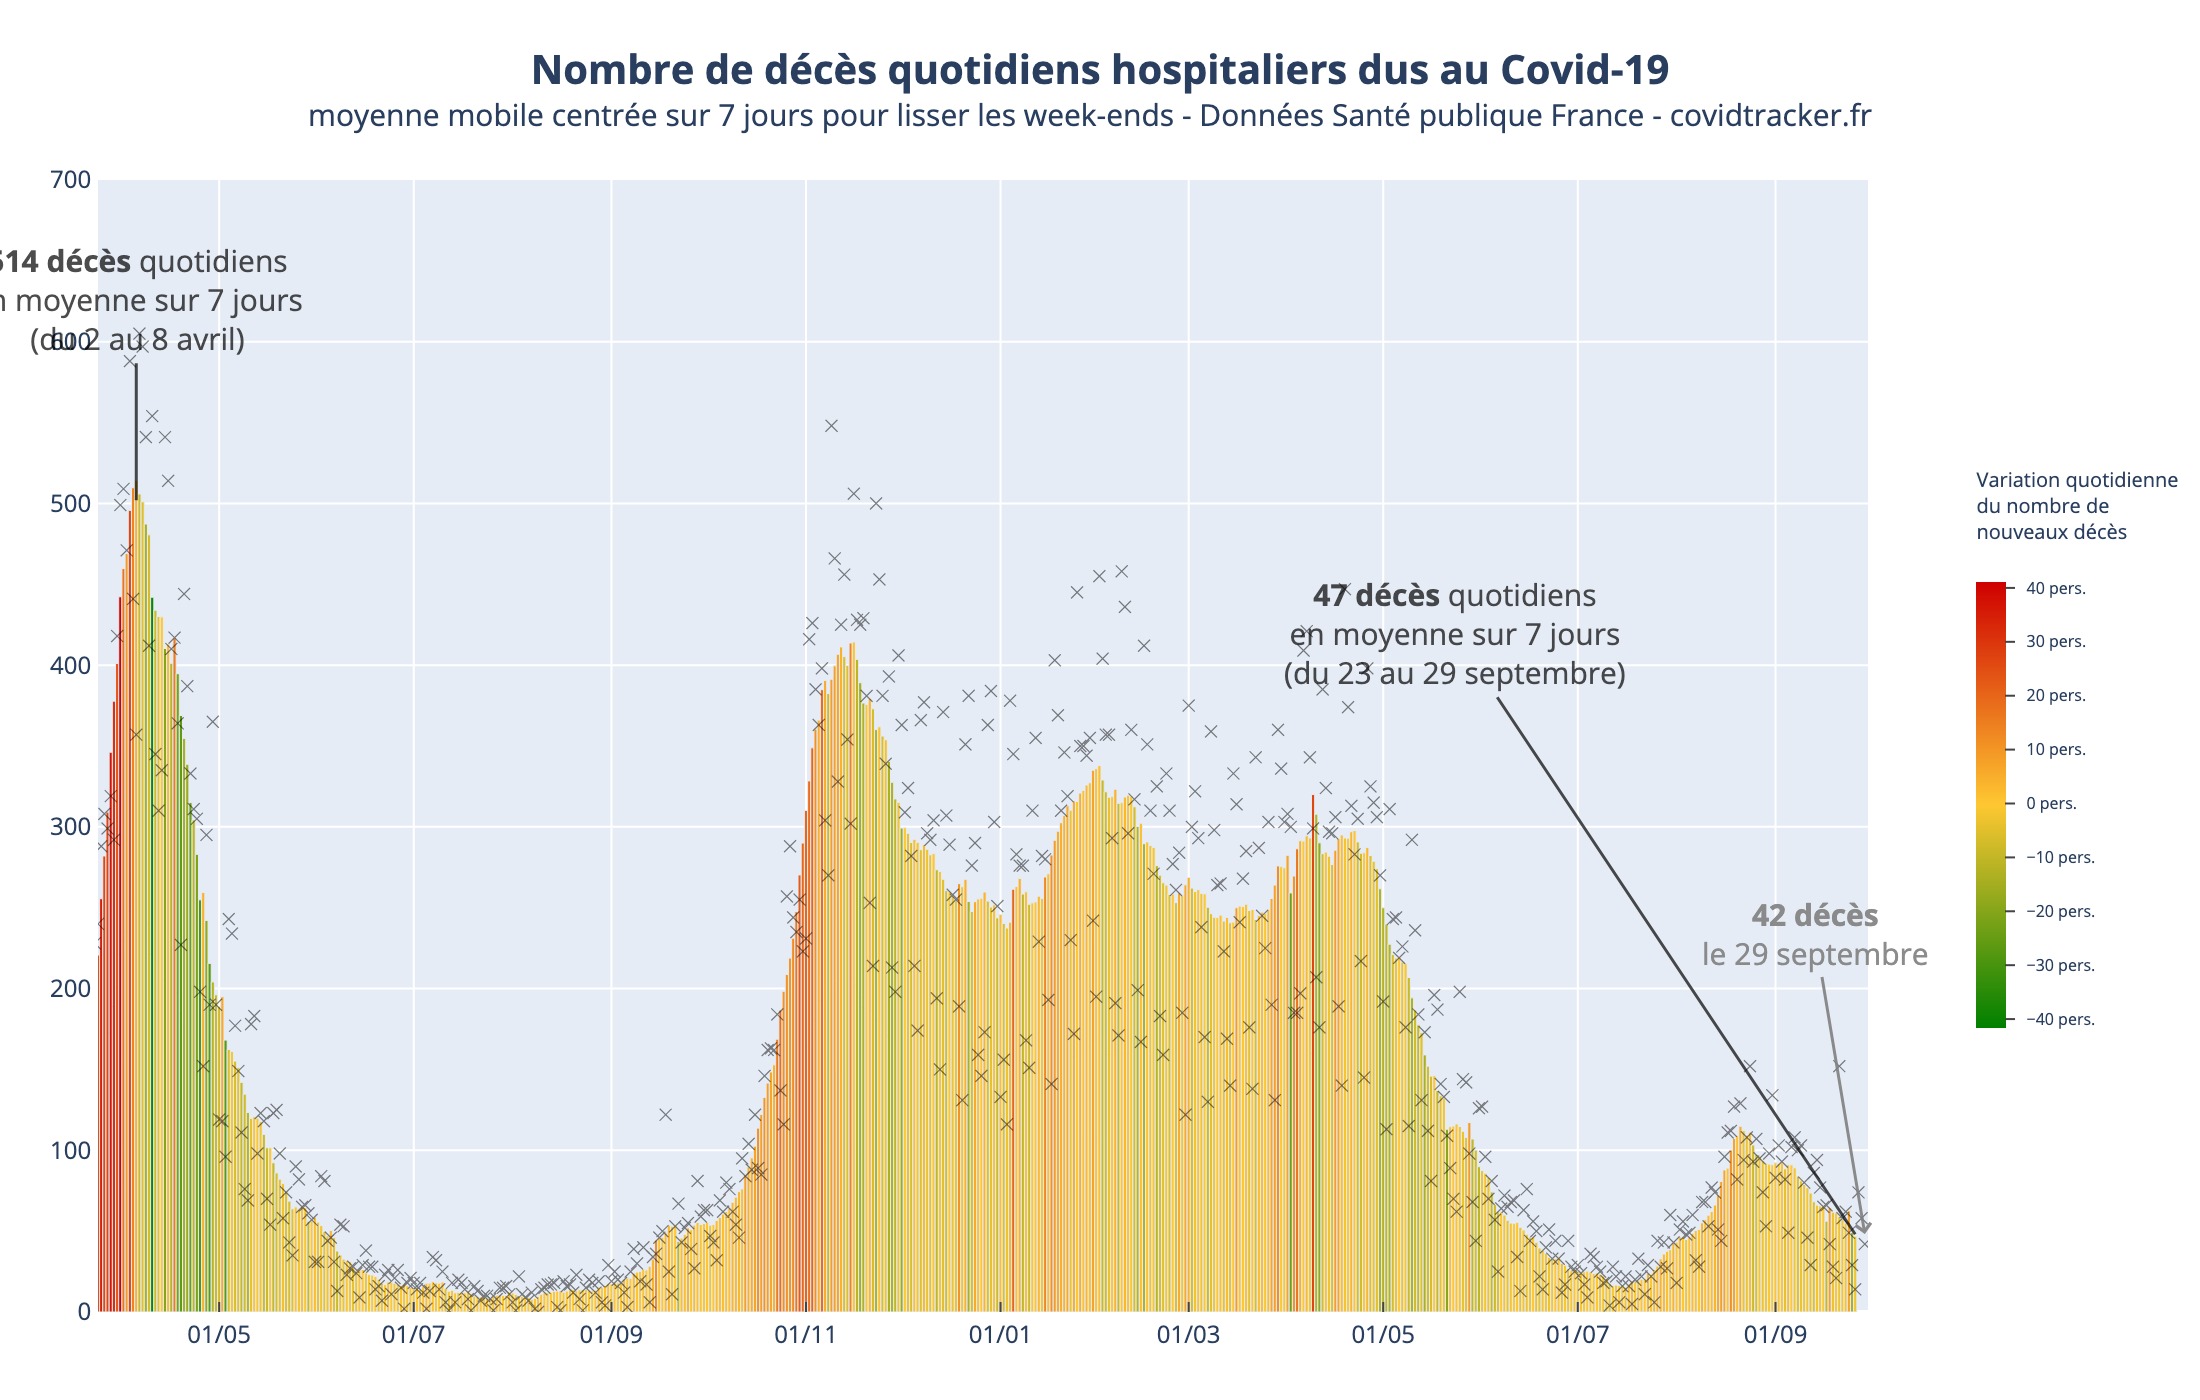 Nombre de décès quotidiens hospitaliers dus au Covid-19
moyenne mobile centrée sur 7 jours pour lisser les week-ends - Données Santé publique France - covidtracker.fr
700
514 décès quotidiens
moyenne sur 7 jours
(du 2 au 8 avril)
600
500
400
300
200
100
0
47 décès quotidiens
en moyenne sur 7 jours
(du 23 au 29 septembre)
42 décès
le 29 septembre
01/05
01/07
01/09
01/11
01/01
01/03
01/05
01/07
01/09
Variation quotidienne
du nombre de
nouveaux décès
40 pers.
30 pers.
20 pers.
10 pers.
0 pers.
−10 pers.
−20 pers.
−30 pers.
−40 pers.